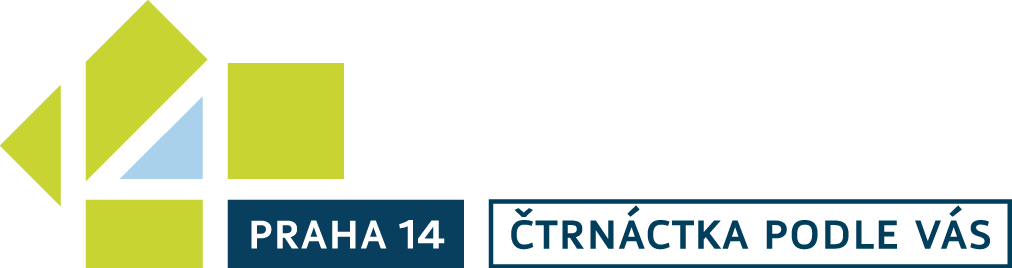 PRAHA 14 ČTRNÁCTKA PODLE VÁS